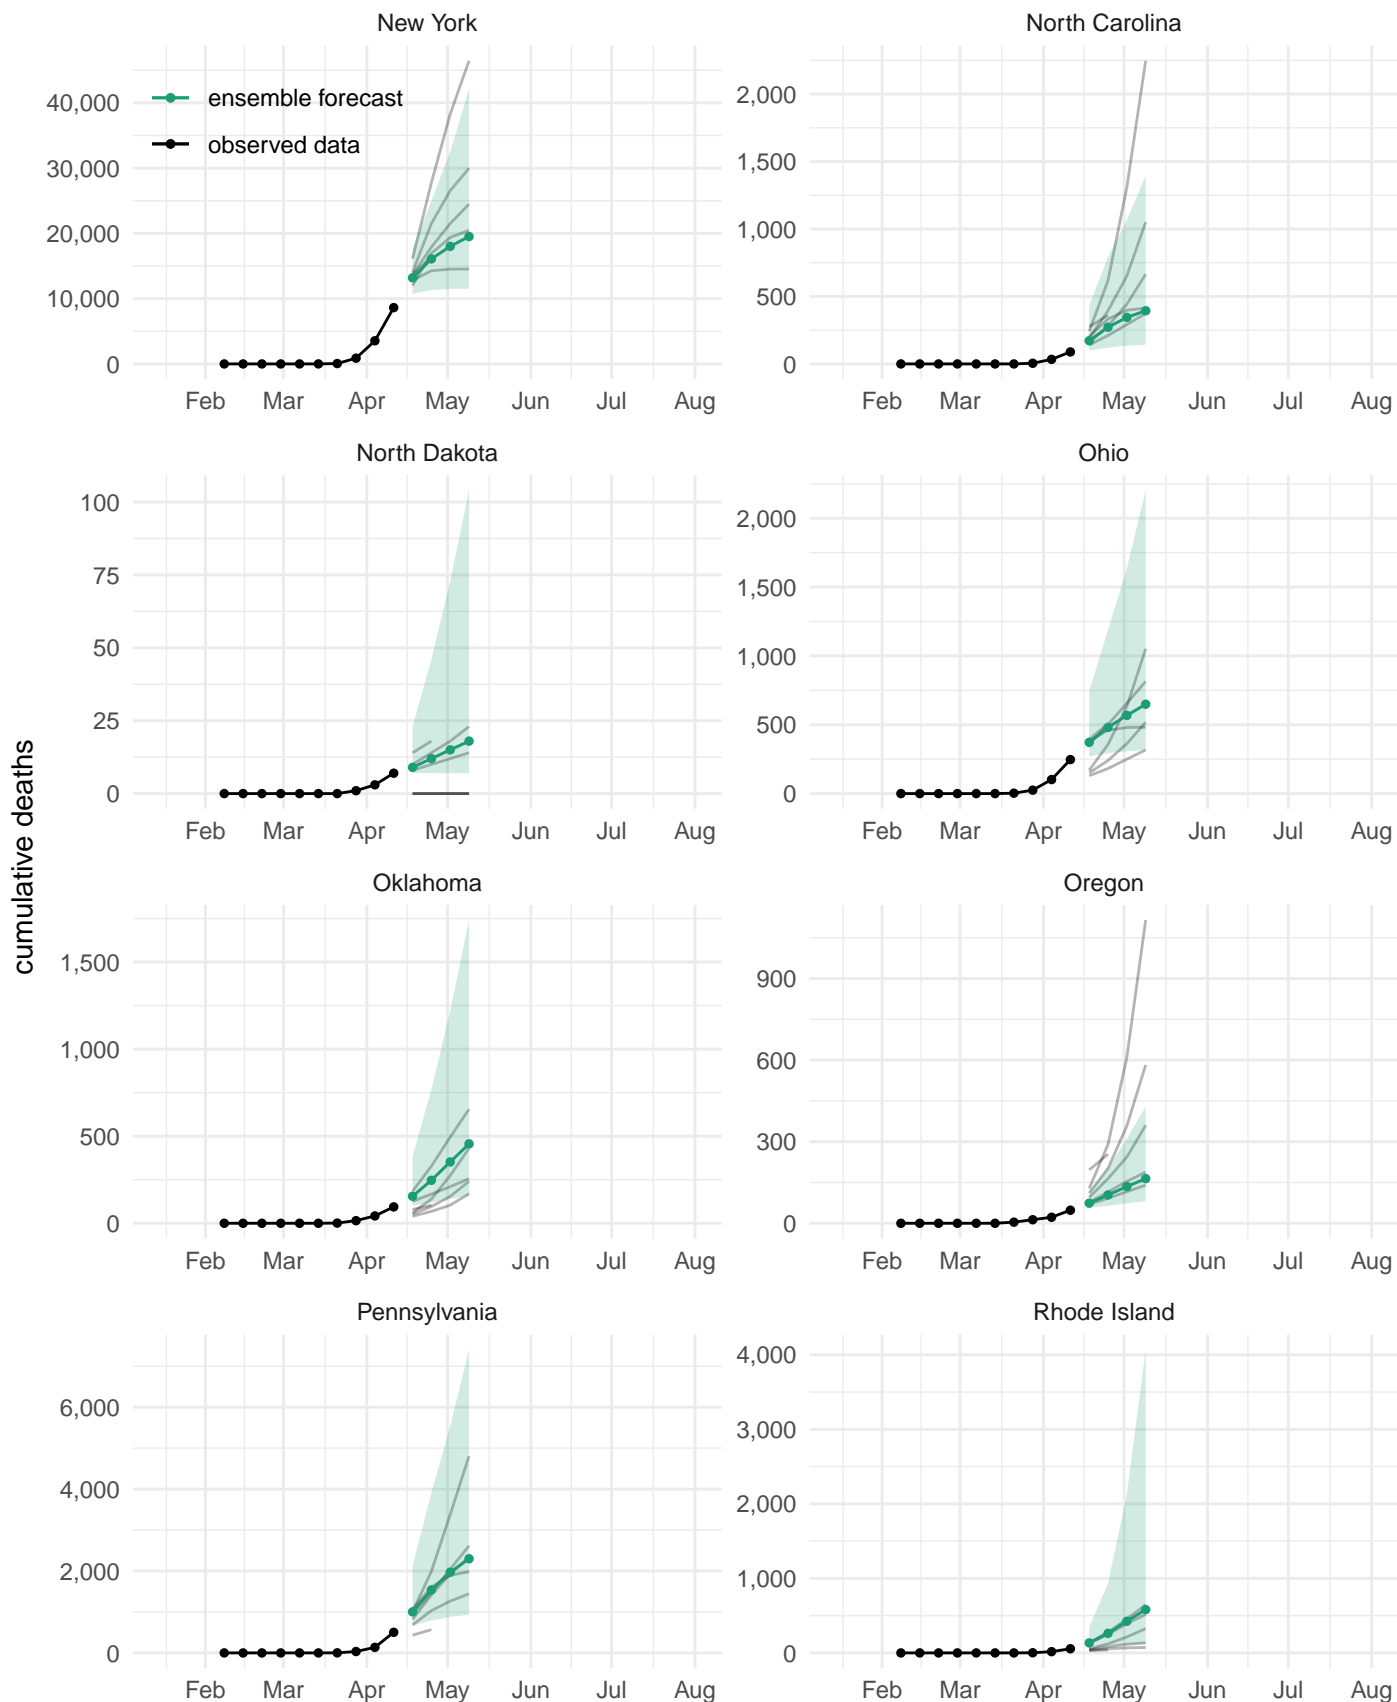 New York
40,000
30,000
20,000
10,000
0
ensemble forecast
observed data
Feb Mar Apr May Jun Jul Aug
North Carolina
2,000
1,500
1,000
500
0
Feb Mar Apr May Jun Jul Aug
North Dakota
100
75
50
25
0
Feb Mar Apr May Jun Jul Aug
Ohio
2,000
1,500
1,000
500
0
Feb Mar Apr May Jun Jul Aug
cumulative deaths
Oklahoma
1,500
1,000
500
0
Feb Mar Apr May Jun Jul Aug
Oregon
900
600
300
0
Feb Mar Apr May Jun Jul Aug
Pennsylvania
6,000
4,000
2,000
0
Feb Mar Apr May Jun Jul Aug
Rhode Island
4,000
3,000
2,000
1,000
0
Feb Mar Apr May Jun Jul Aug